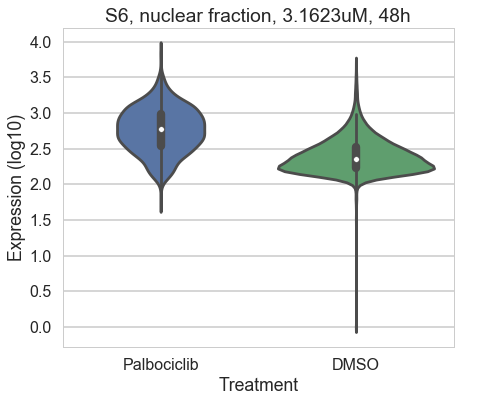 S6, nuclear fraction, 3.1623uM, 48h
4.0
3.5
3.0
2.5
2.0
1.5
1.0
0.5
0.0
Expression (log10)
Palbociclib DMSO
Treatment